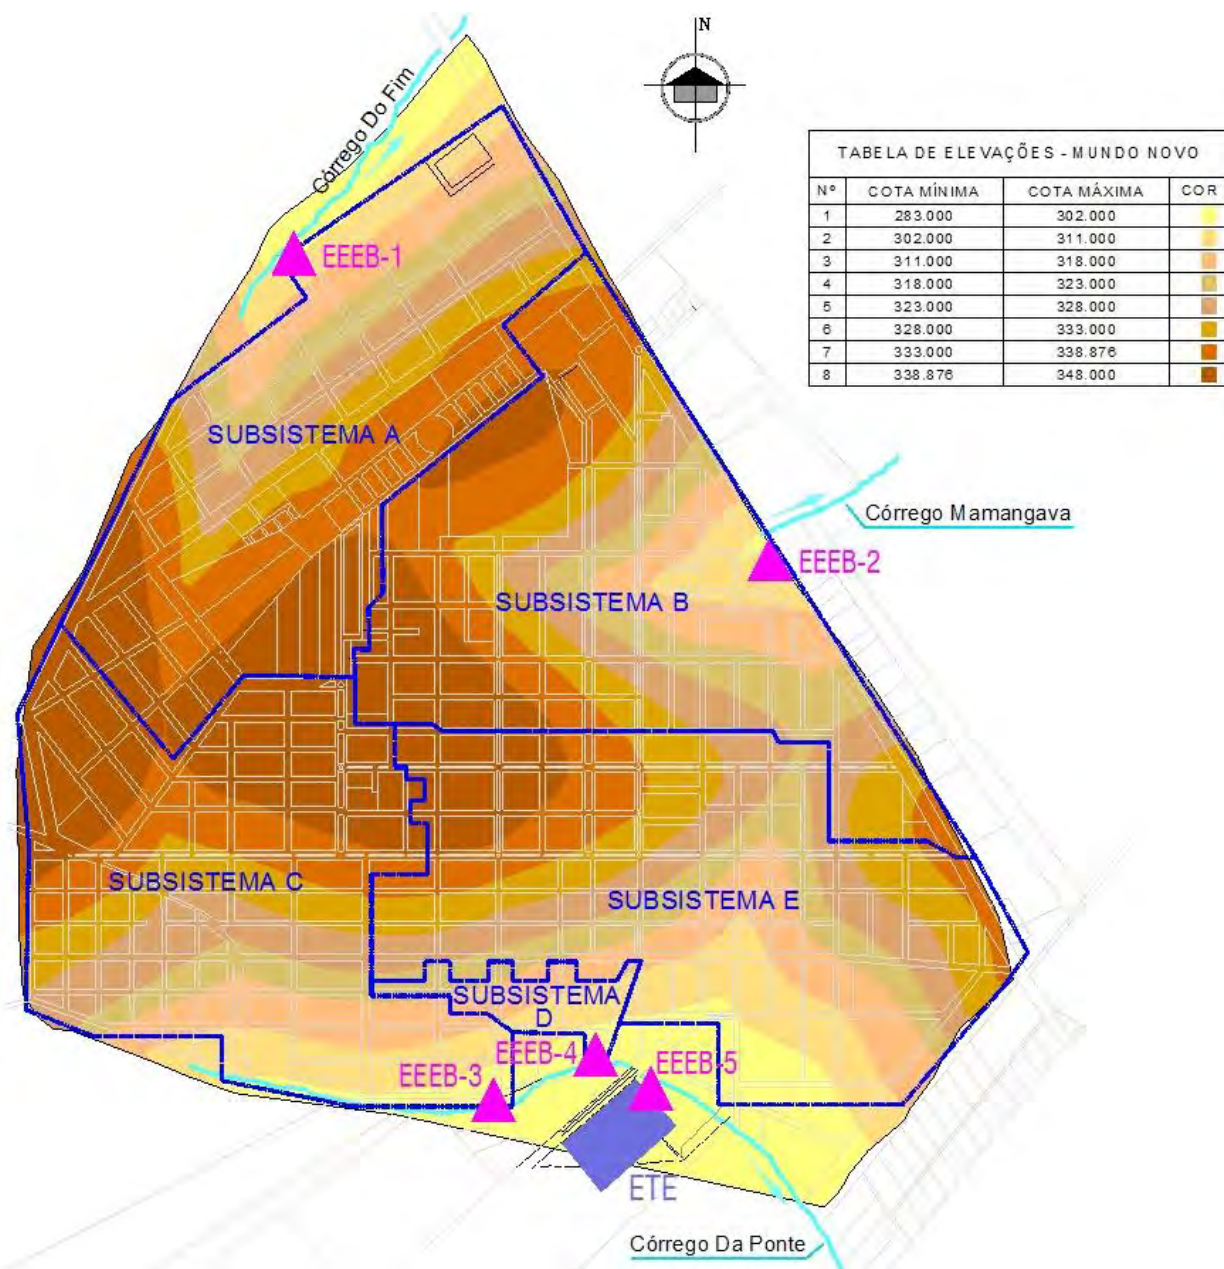 N
Córrego Do Fim
TABELA DE ELEVAÇÕES - MUNDO NOVO
Nº COTA MÍNIMA COTA MÁXIMA COR
1 283.000 302.000
2 302.000 311.000
3 311.000 318.000
4 318.000 323.000
5 323.000 328.000
6 328.000 333.000
7 333.000 338.876
8 338.876 348.000
EEEB-1
SUBSISTEMA A
Córrego Mamangava
EEEB-2
SUBSISTEMA B
SUBSISTEMA C
SUBSISTEMA E
SUBSISTEMA
D
EEEB-4
EEEB-5
EEEB-3
ETE
Córrego Da Ponte